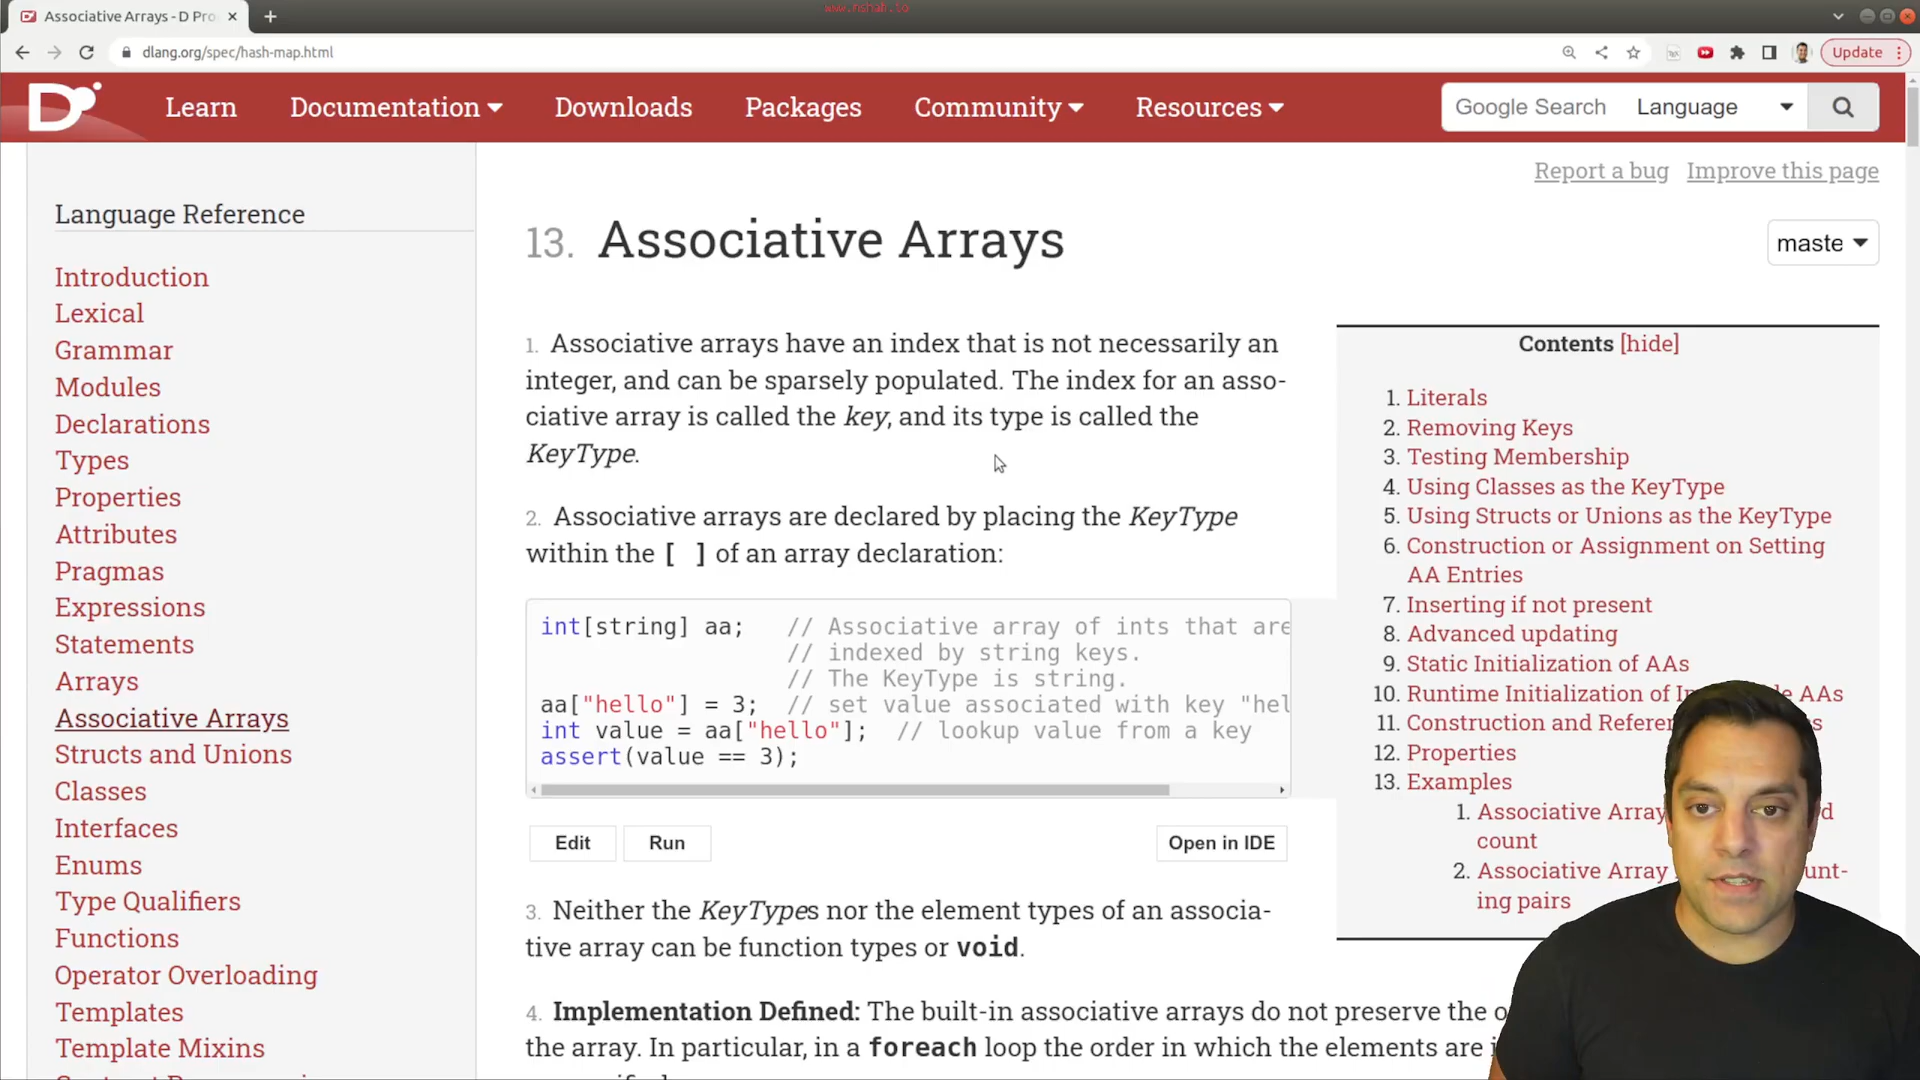 Associative Arrays - D Pro
www.mshah.io
dlang.org/spec/hash-map.html
Update
Learn
Documentation
Downloads
Packages
Community
Resources
Google Search
Language
Report a bug
Improve this page
Language Reference
Introduction
Lexical
Grammar
Modules
Declarations
Types
Properties
Attributes
Pragmas
Expressions
Statements
Arrays
Associative Arrays
Structs and Unions
Classes
Interfaces
Enums
Type Qualifiers
Functions
Operator Overloading
Templates
Template Mixins
13. Associative Arrays
maste
1. Associative arrays have an index that is not necessarily an
integer, and can be sparsely populated. The index for an asso-
ciative array is called the key, and its type is called the
KeyType.
2. Associative arrays are declared by placing the KeyType
within the [ ] of an array declaration:
int[string] aa;   // Associative array of ints that are
// indexed by string keys.
// The KeyType is string.
aa["hello"] = 3;  // set value associated with key "hel
int value = aa["hello"];  // lookup value from a key
assert(value == 3);
Edit
Run
Open in IDE
3. Neither the KeyTypes nor the element types of an associa-
tive array can be function types or void.
4. Implementation Defined: The built-in associative arrays do not preserve the o
the array. In particular, in a foreach loop the order in which the elements are i
Contents [hide]
1. Literals
2. Removing Keys
3. Testing Membership
4. Using Classes as the KeyType
5. Using Structs or Unions as the KeyType
6. Construction or Assignment on Setting
AA Entries
7. Inserting if not present
8. Advanced updating
9. Static Initialization of AAs
10. Runtime Initialization of I AAs
11. Construction and Refere s
12. Properties
13. Examples
1. Associative Array d
count
2. Associative Array unt-
ing pairs